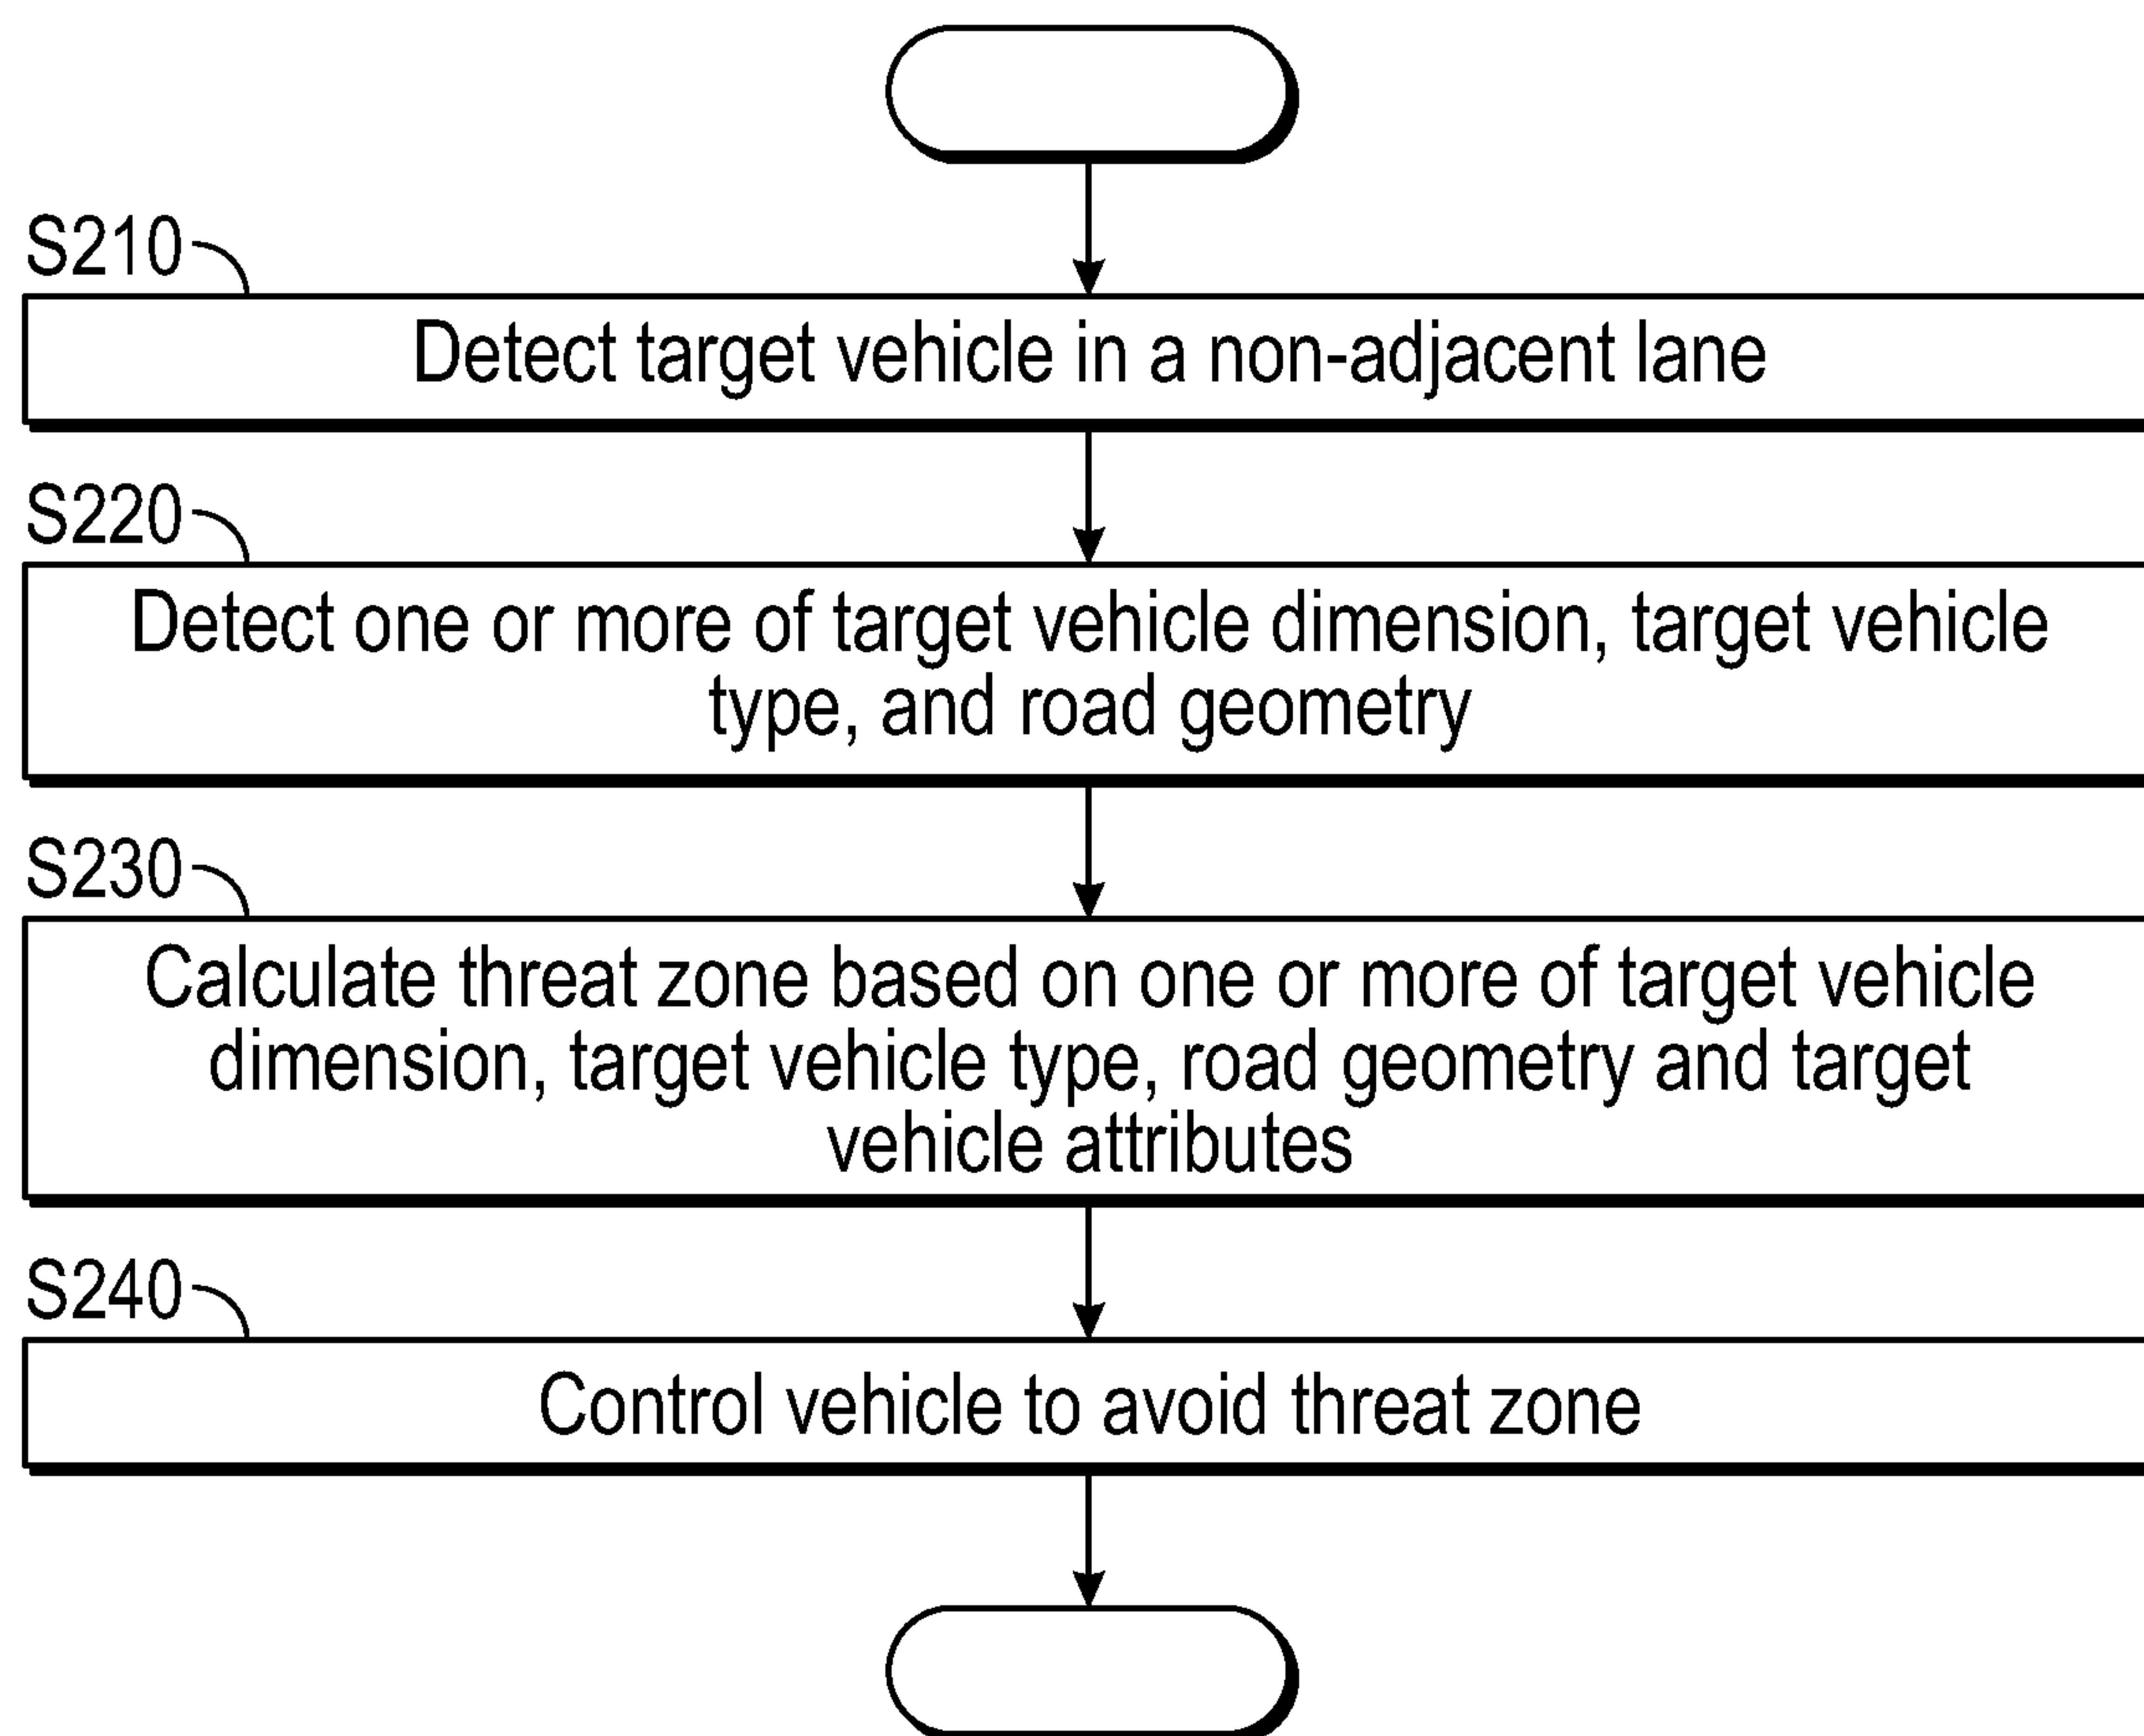 S210
Detect target vehicle in a non-adjacent lane
S220
Detect one or more of target vehicle dimension, target vehicle
type, and road geometry
S230
Calculate threat zone based on one or more of target vehicle
dimension, target vehicle type, road geometry and target
vehicle attributes
S240
Control vehicle to avoid threat zone